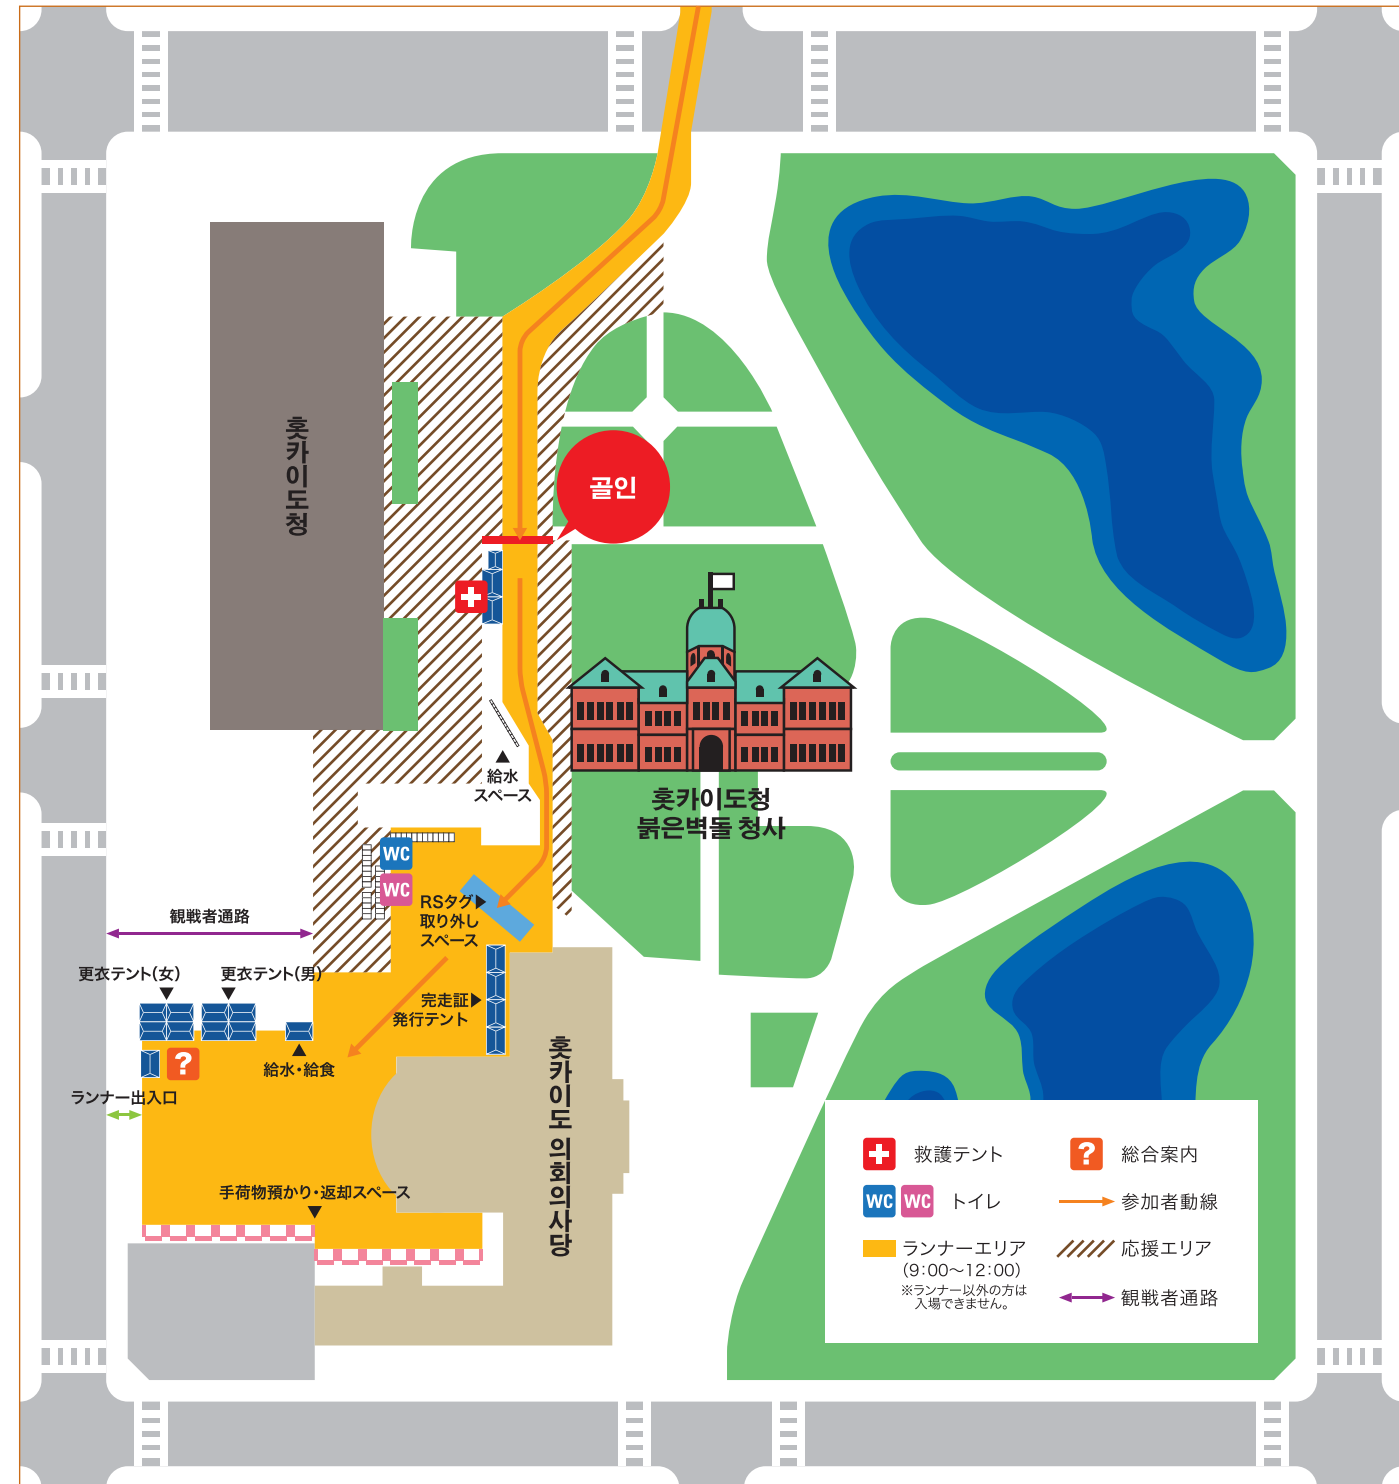 홋카이도청
골인
給水
スペース
홋카이도청
붉은벽돌 청사
WC
WC
RSタグ
取り外し
スペース
観戦者通路
更衣テント(女)
更衣テント(男)
完走証
発行テント
給水・給食
?
ランナー出入口
홋카이도 의회의사당
手荷物預かり・返却スペース
救護テント
? 総合案内
WC WC トイレ
参加者動線
ランナーエリア
(9:00〜12:00)
※ランナー以外の方は
入場できません。
応援エリア
観戦者通路